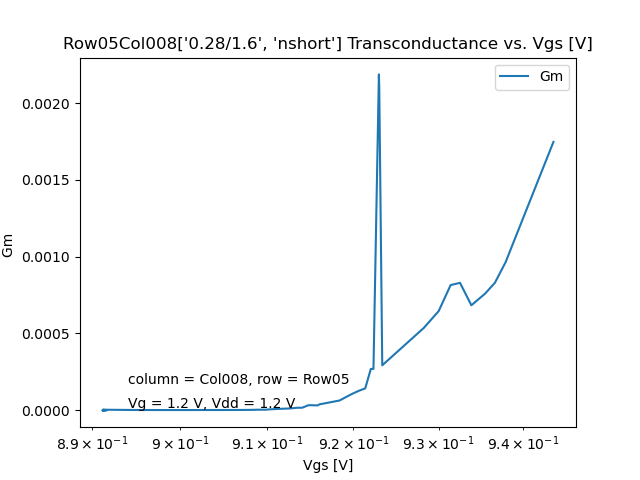 Row05Col008['0.28/1.6', 'nshort'] Transconductance vs. Vgs [V]
Gm
0.0020
0.0015
0.0010
0.0005
0.0000
Gm
column = Col008, row = Row05
Vg = 1.2 V, Vdd = 1.2 V
8.9 × 10⁻¹ 9 × 10⁻¹ 9.1 × 10⁻¹ 9.2 × 10⁻¹ 9.3 × 10⁻¹ 9.4 × 10⁻¹
Vgs [V]